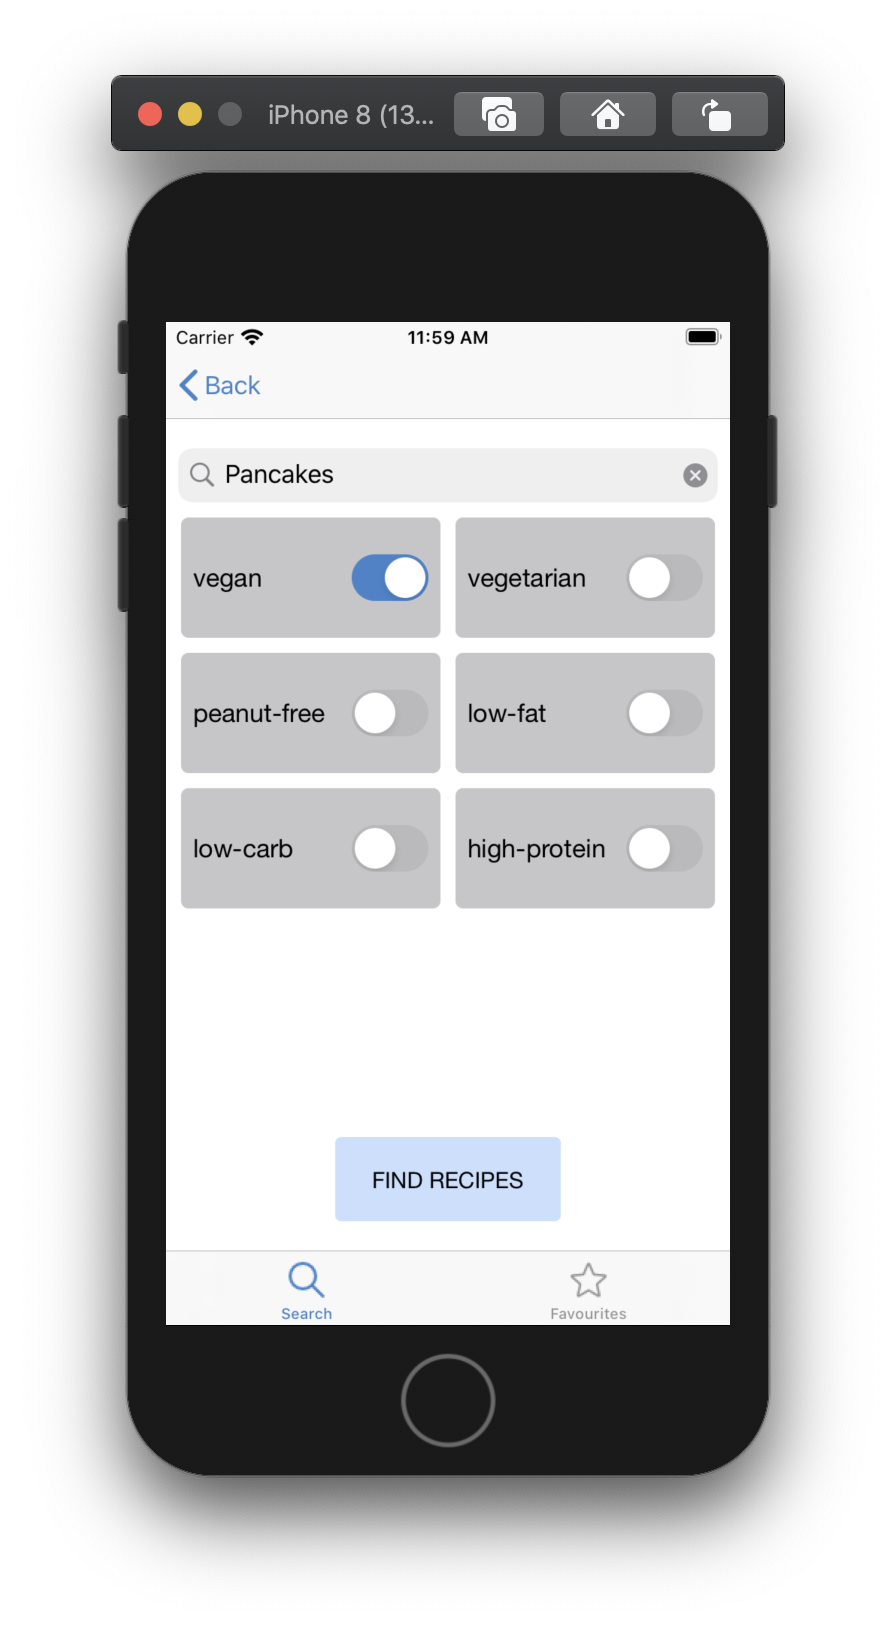 iPhone 8 (13...
Carrier 11:59 AM
Back
Pancakes
vegan vegetarian
peanut-free low-fat
low-carb high-protein
FIND RECIPES
Search Favourites